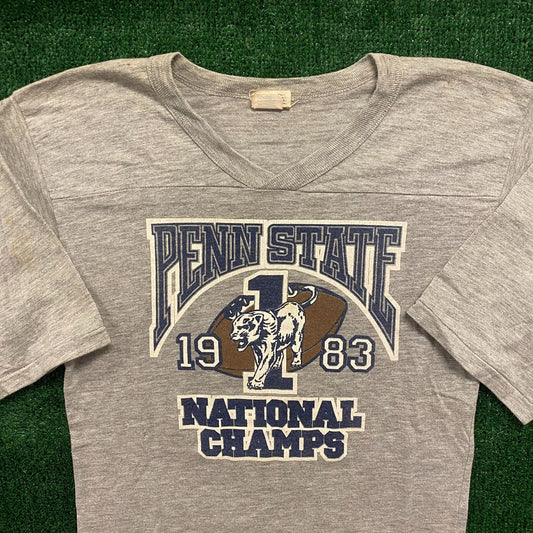 PENN STATE
1
19 83
NATIONAL
CHAMPS